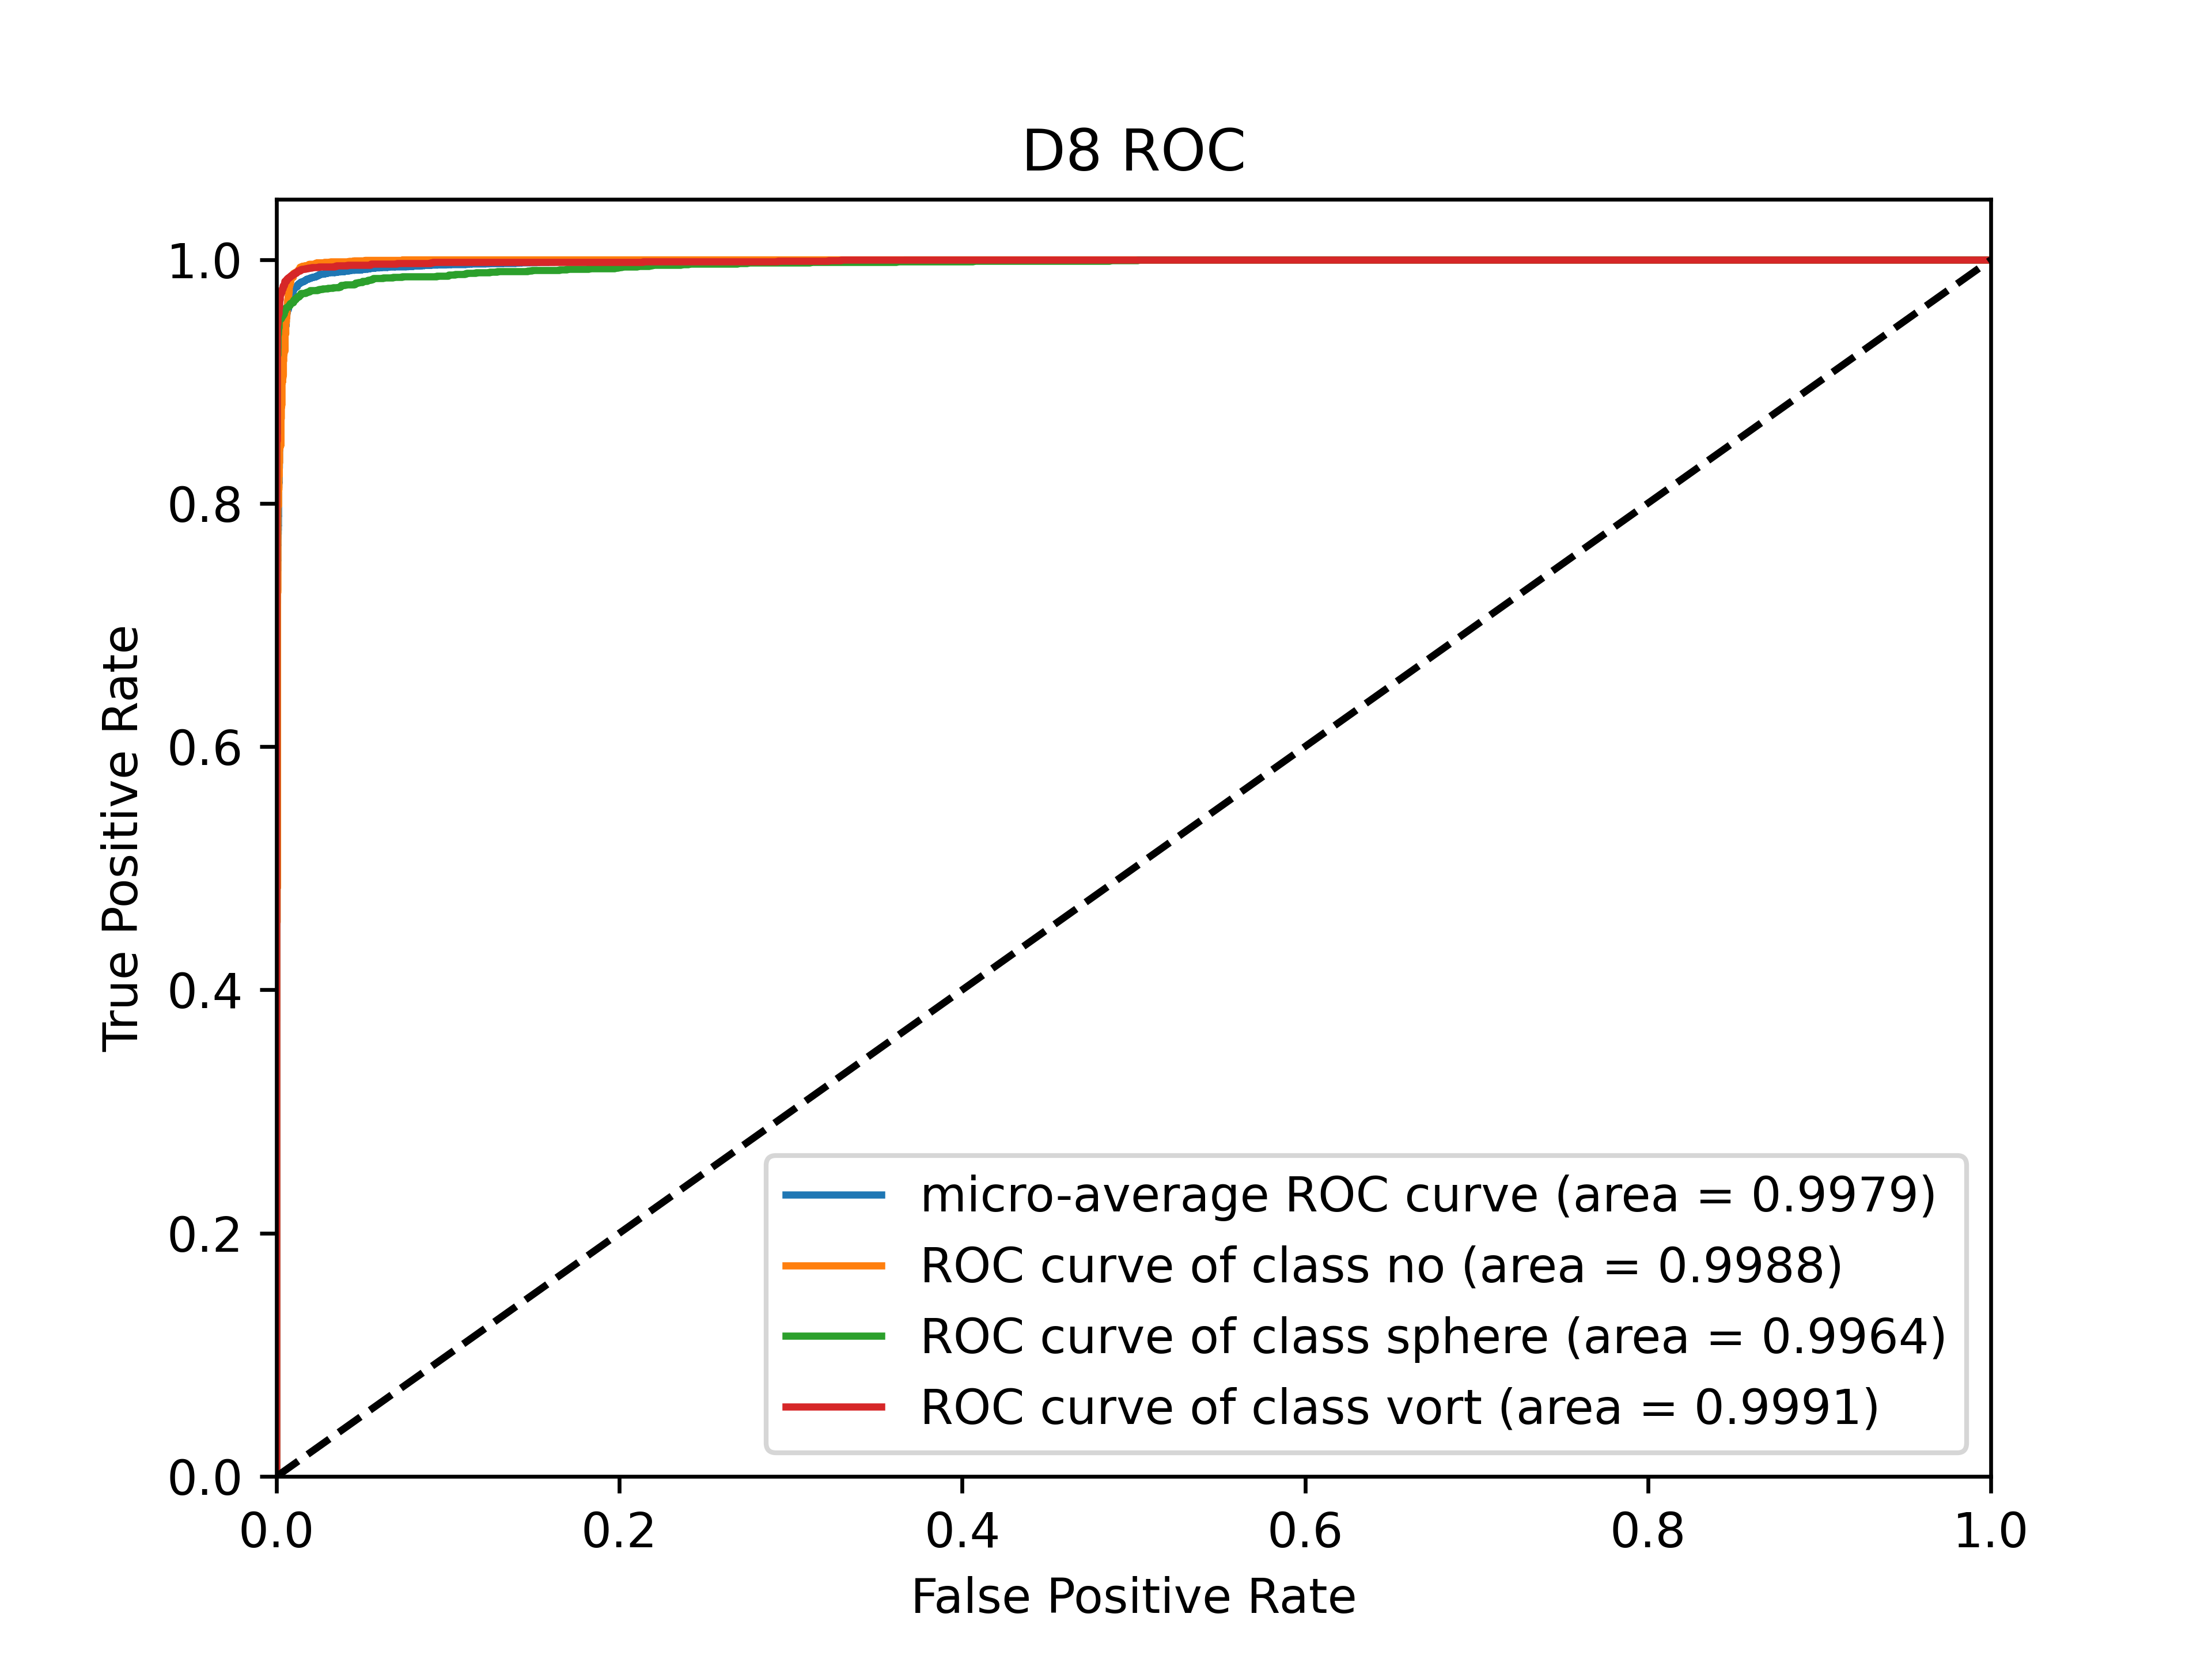 D8 ROC
1.0
0.8
0.6
0.4
0.2
0.0
True Positive Rate
micro-average ROC curve (area = 0.9979)
ROC curve of class no (area = 0.9988)
ROC curve of class sphere (area = 0.9964)
ROC curve of class vort (area = 0.9991)
0.0 0.2 0.4 0.6 0.8 1.0
False Positive Rate